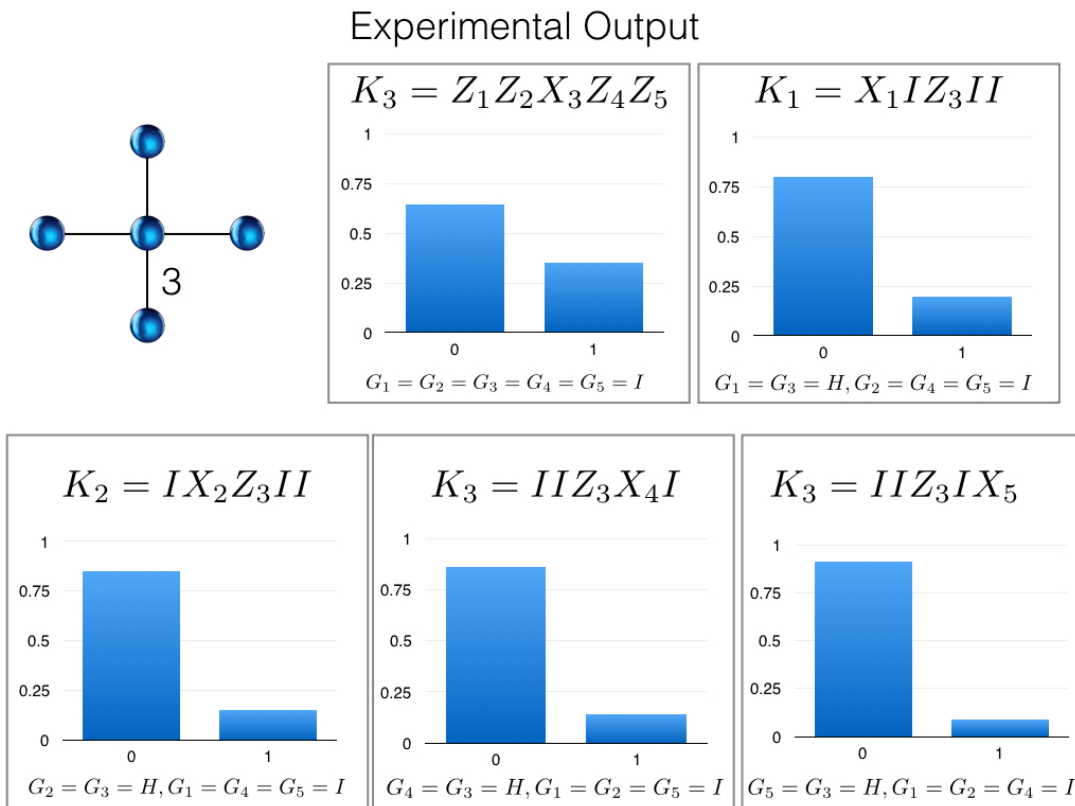 Experimental Output
3
K₃ = Z₁Z₂X₃Z₄Z₅
1
0.75
0.5
0.25
0
0 1
G₁ = G₂ = G₃ = G₄ = G₅ = I
K₁ = X₁IZ₃II
1
0.75
0.5
0.25
0
0 1
G₁ = G₃ = H, G₂ = G₄ = G₅ = I
K₂ = IX₂Z₃II
1
0.75
0.5
0.25
0
0 1
G₂ = G₃ = H, G₁ = G₄ = G₅ = I
K₃ = IIZ₃X₄I
1
0.75
0.5
0.25
0
0 1
G₄ = G₃ = H, G₁ = G₂ = G₅ = I
K₃ = IIZ₃IX₅
1
0.75
0.5
0.25
0
0 1
G₅ = G₃ = H, G₁ = G₂ = G₄ = I